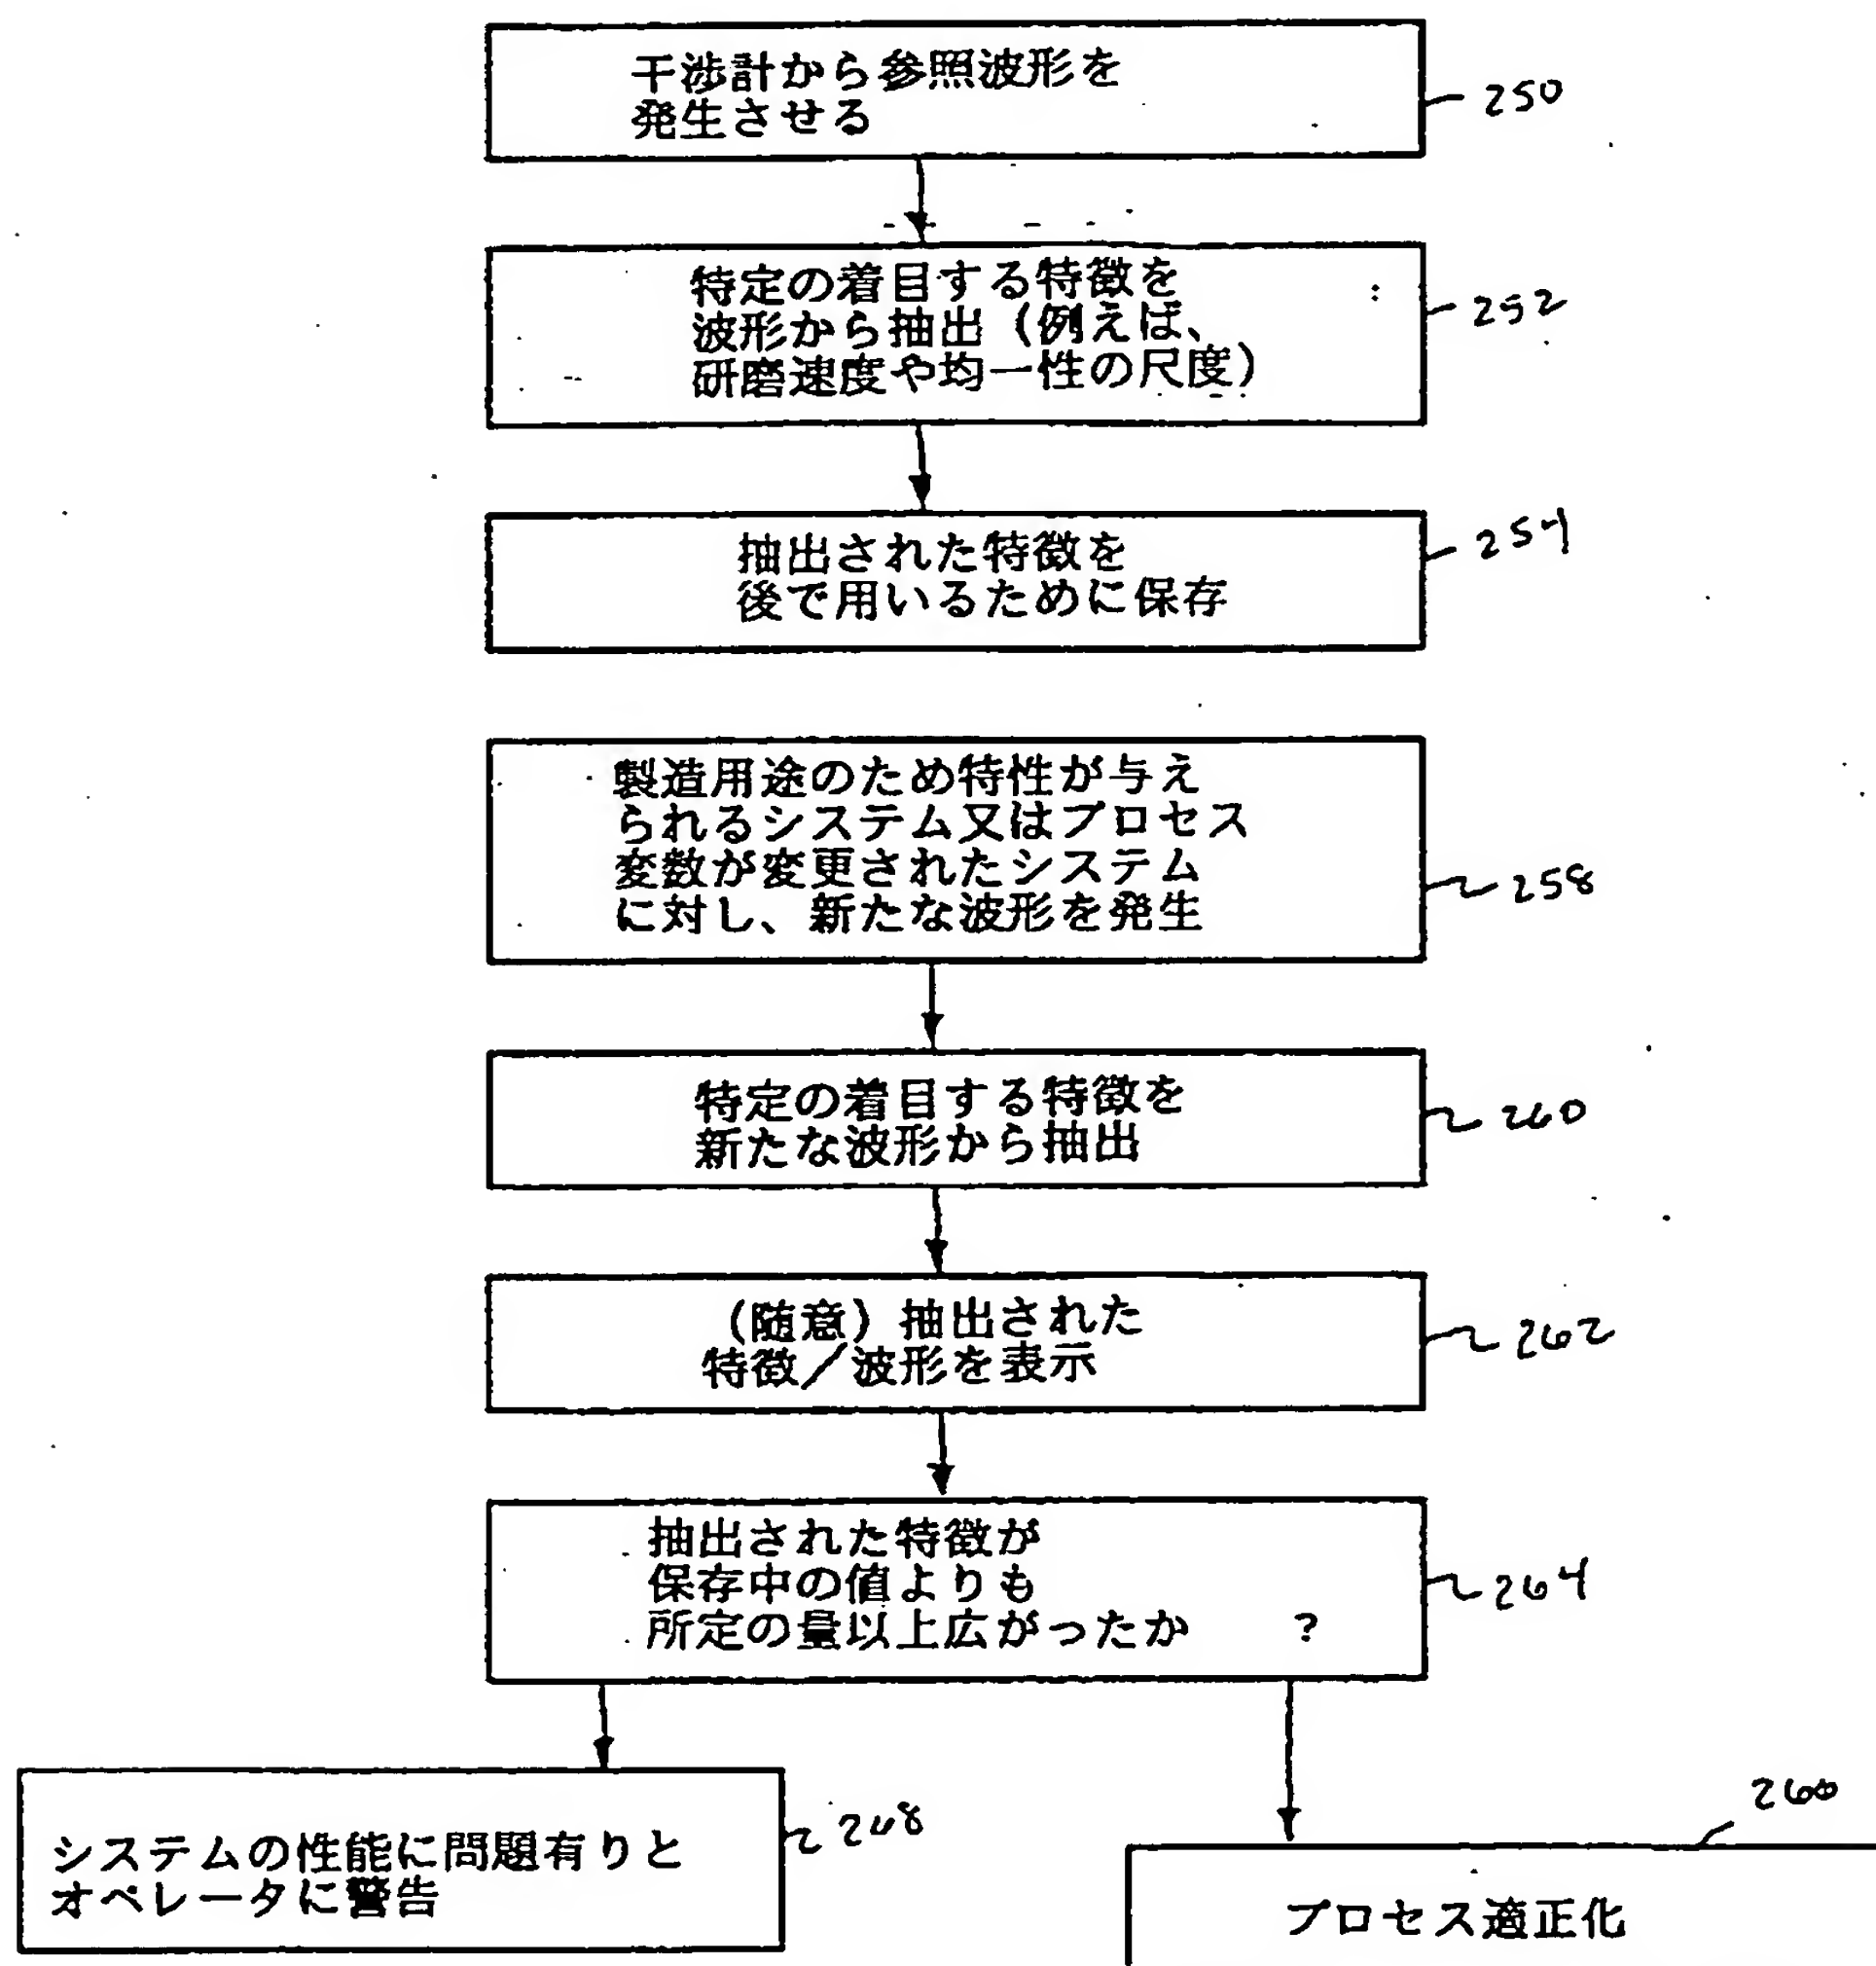 干渉計から参照波形を
発生させる
250
特定の着目する特徴を
波形から抽出（例えば、
研磨速度や均一性の尺度）
252
抽出された特徴を
後で用いるために保存
254
製造用途のため特性が与え
られるシステム又はプロセス
変数が変更されたシステム
に対し、新たな波形を発生
258
特定の着目する特徴を
新たな波形から抽出
260
（随意）抽出された
特徴／波形を表示
262
抽出された特徴が
保存中の値よりも
所定の量以上広がったか ?
264
システムの性能に問題有りと
オペレータに警告
268
プロセス適正化